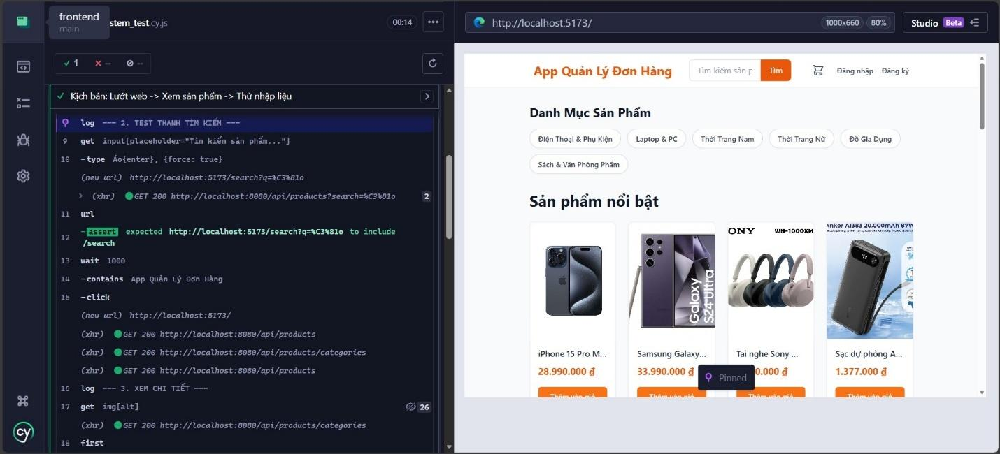 frontend
main
stem_test.cy.js
00:14
1
--
--
Kịch bản: Lướt web -> Xem sản phẩm -> Thử nhập liệu
log --- 2. TEST THANH TÌM KIẾM ---
9 get input[placeholder="Tìm kiếm sản phẩm..."]
10 -type Áo{enter}, {force: true}
(new url) http://localhost:5173/search?q=%C3%81o
(xhr) GET 200 http://localhost:8080/api/products?search=%C3%81o 2
11 url
12 -assert expected http://localhost:5173/search?q=%C3%81o to include
/search
13 wait 1000
14 -contains App Quản Lý Đơn Hàng
15 -click
(new url) http://localhost:5173/
(xhr) GET 200 http://localhost:8080/api/products
(xhr) GET 200 http://localhost:8080/api/products/categories
(xhr) GET 200 http://localhost:8080/api/products
16 log --- 3. XEM CHI TIẾT ---
17 get img[alt] 26
(xhr) GET 200 http://localhost:8080/api/products/categories
18 first
cy
http://localhost:5173/
1000x660
80%
Studio Beta
App Quản Lý Đơn Hàng
Tìm kiếm sản p
Tìm
Đăng nhập
Đăng ký
Danh Mục Sản Phẩm
Điện Thoại & Phụ Kiện
Laptop & PC
Thời Trang Nam
Thời Trang Nữ
Đồ Gia Dụng
Sách & Văn Phòng Phẩm
Sản phẩm nổi bật
Galaxy
S24 Ultra
ONY WH-1000XM
Anker A1383 20.000mAh 87W
iPhone 15 Pro M...
Samsung Galaxy...
Tai nghe Sony ...
Sạc dự phòng A...
28.990.000 ₫
33.990.000 ₫
0.000 ₫
1.377.000 ₫
Pinned
Thêm vào giỏ
Thêm vào giỏ
Thêm vào giỏ
Thêm vào giỏ